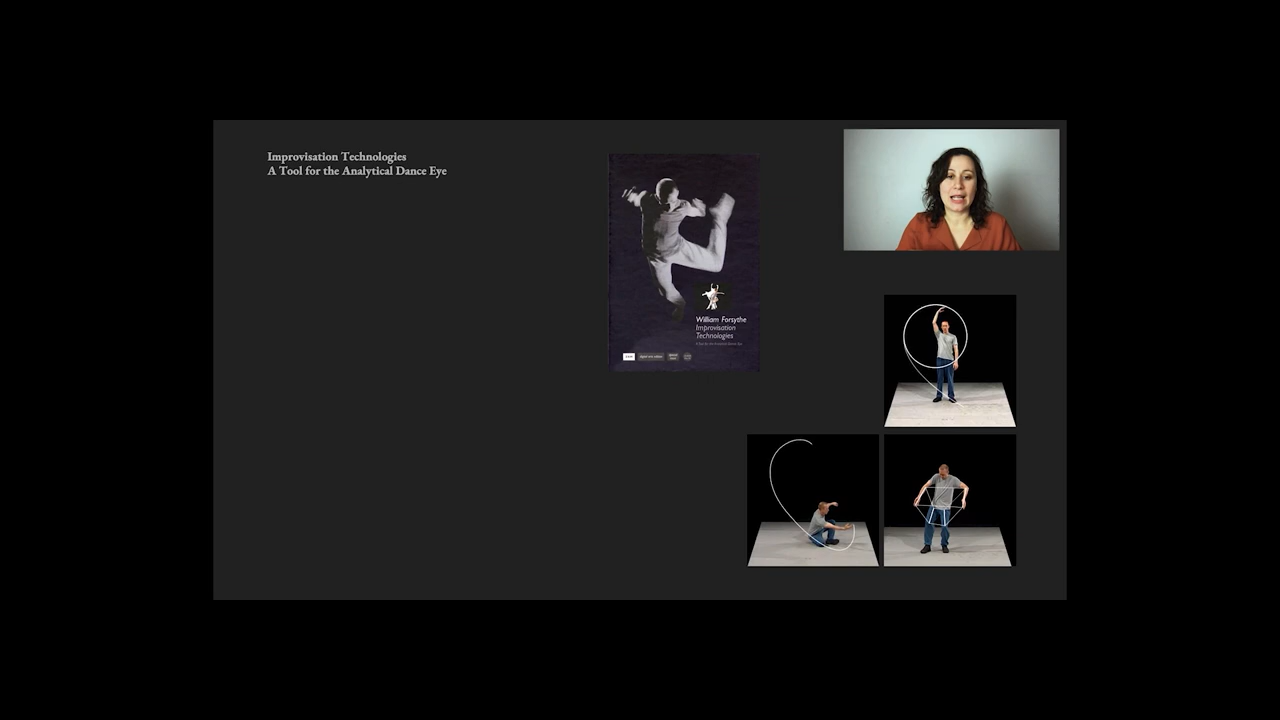 Improvisation Technologies
A Tool for the Analytical Dance Eye
William Forsythe
Improvisation
Technologies